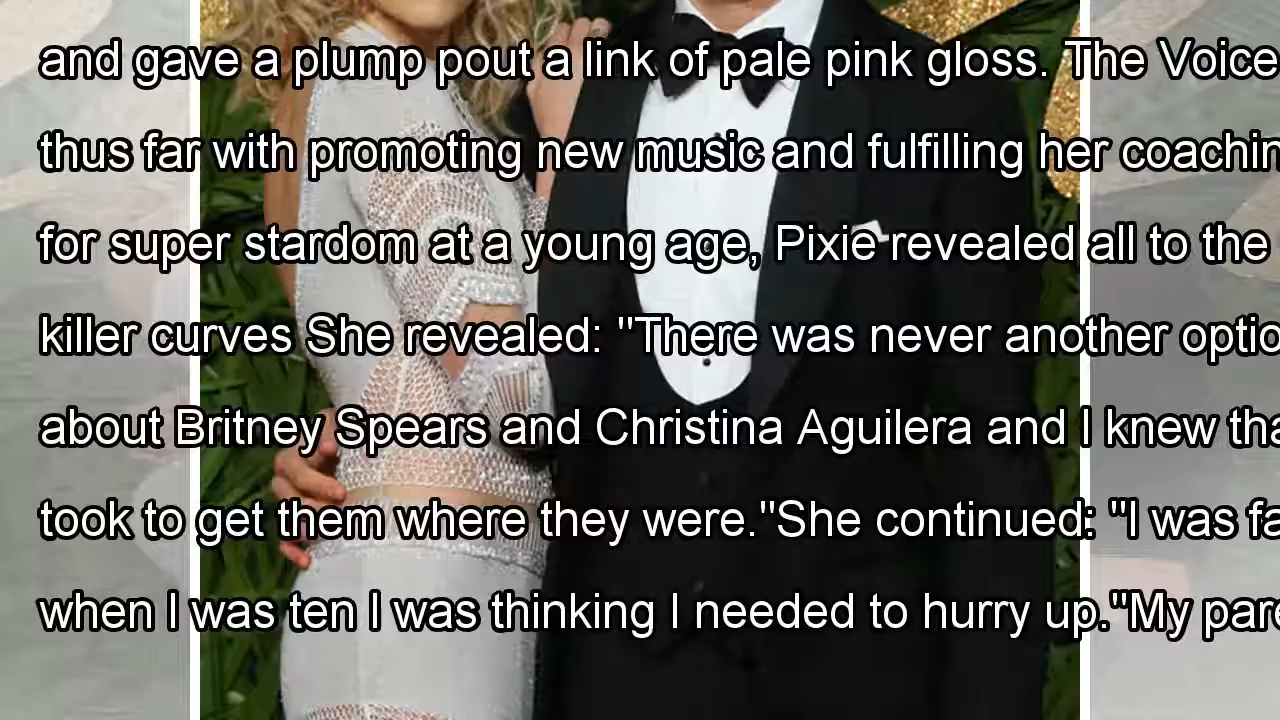 and gave a plump pout a link of pale pink gloss. The Voice
thus far with promoting new music and fulfilling her coachin
for super stardom at a young age, Pixie revealed all to the
killer curves She revealed: "There was never another optio
about Britney Spears and Christina Aguilera and I knew tha
took to get them where they were."She continued: "I was fa
when I was ten I was thinking I needed to hurry up."My pare